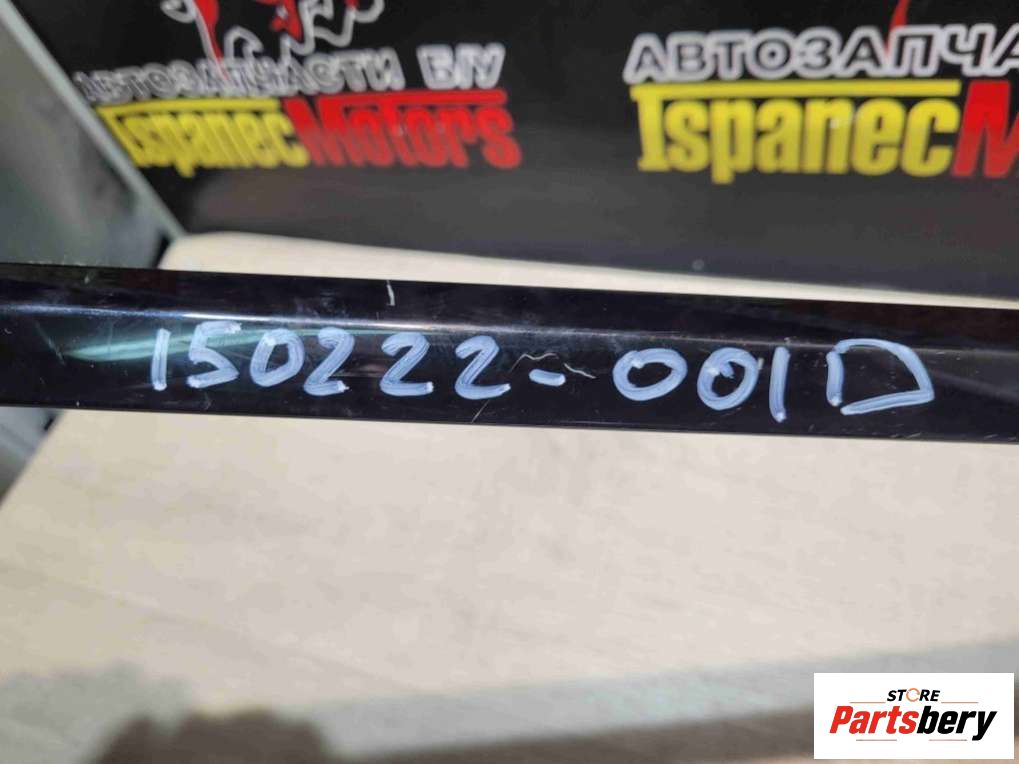 АВТОЗАПЧАСТИ Б/У
IspanecMotors
АВТОЗАПЧА
IspanecM
150222-001D
STORE
Partsbery